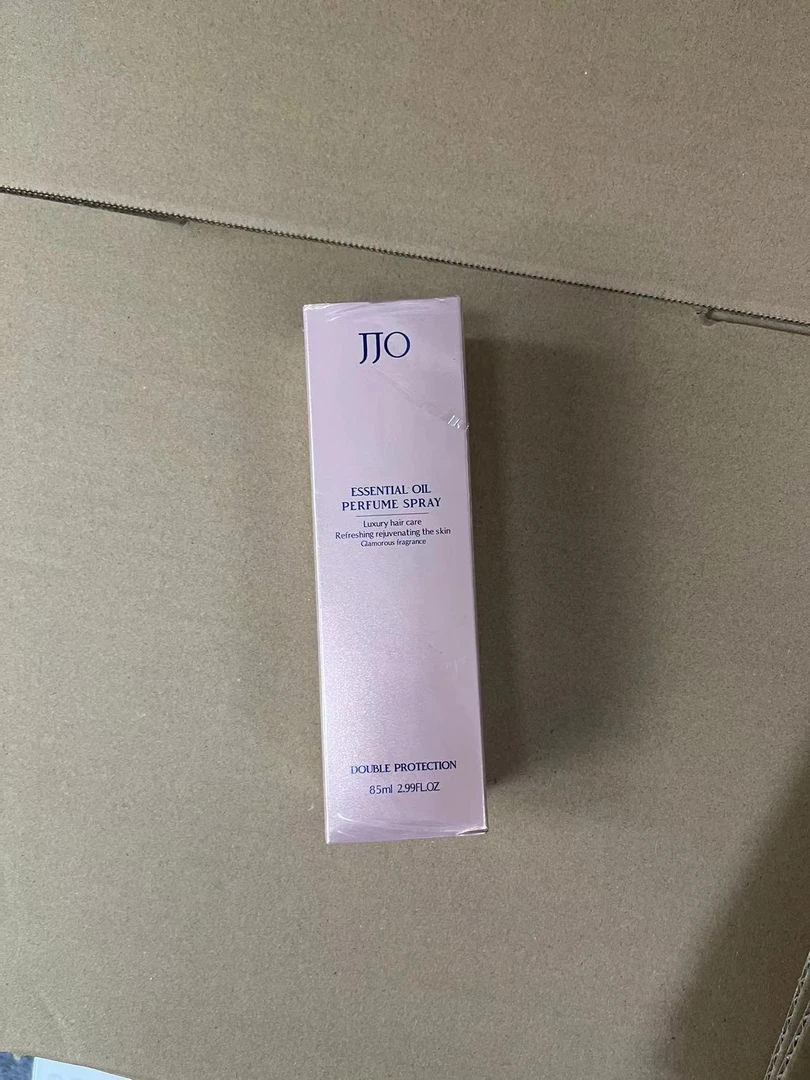 JJO
ESSENTIAL OIL
PERFUME SPRAY
Luxury hair care
Refreshing rejuvenating the skin
Glamorous fragrance
DOUBLE PROTECTION
85ml 2.99FL.OZ